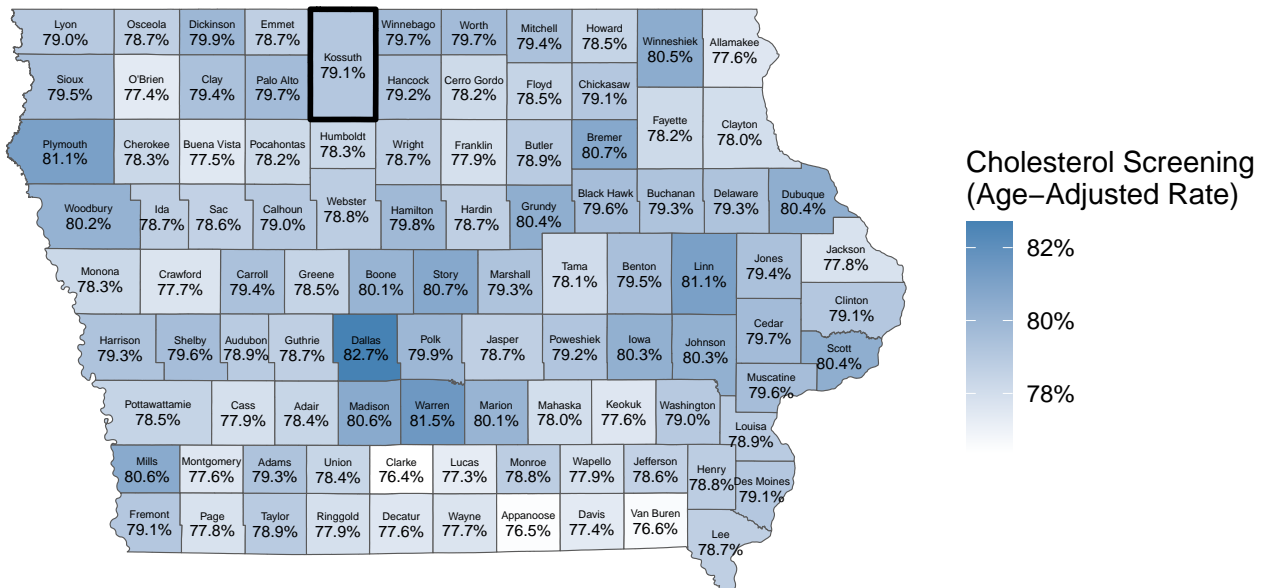 Lyon
79.0%
Osceola
78.7%
Dickinson
79.9%
Emmet
78.7%
Kossuth
79.1%
Winnebago
79.7%
Worth
79.7%
Mitchell
79.4%
Howard
78.5%
Winneshiek
80.5%
Allamakee
77.6%
Sioux
79.5%
O'Brien
77.4%
Clay
79.4%
Palo Alto
79.7%
Hancock
79.2%
Cerro Gordo
78.2%
Floyd
78.5%
Chickasaw
79.1%
Fayette
78.2%
Clayton
78.0%
Plymouth
81.1%
Cherokee
78.3%
Buena Vista
77.5%
Pocahontas
78.2%
Humboldt
78.3%
Wright
78.7%
Franklin
77.9%
Butler
78.9%
Bremer
80.7%
Woodbury
80.2%
Ida
78.7%
Sac
78.6%
Calhoun
79.0%
Webster
78.8%
Hamilton
79.8%
Hardin
78.7%
Grundy
80.4%
Black Hawk
79.6%
Buchanan
79.3%
Delaware
79.3%
Dubuque
80.4%
Monona
78.3%
Crawford
77.7%
Carroll
79.4%
Greene
78.5%
Boone
80.1%
Story
80.7%
Marshall
79.3%
Tama
78.1%
Benton
79.5%
Linn
81.1%
Jones
79.4%
Jackson
77.8%
Clinton
79.1%
Harrison
79.3%
Shelby
79.6%
Audubon
78.9%
Guthrie
78.7%
Dallas
82.7%
Polk
79.9%
Jasper
78.7%
Poweshiek
79.2%
Iowa
80.3%
Johnson
80.3%
Cedar
79.7%
Scott
80.4%
Muscatine
79.6%
Pottawattamie
78.5%
Cass
77.9%
Adair
78.4%
Madison
80.6%
Warren
81.5%
Marion
80.1%
Mahaska
78.0%
Keokuk
77.6%
Washington
79.0%
Louisa
78.9%
Mills
80.6%
Montgomery
77.6%
Adams
79.3%
Union
78.4%
Clarke
76.4%
Lucas
77.3%
Monroe
78.8%
Wapello
77.9%
Jefferson
78.6%
Henry
78.8%
Des Moines
79.1%
Fremont
79.1%
Page
77.8%
Taylor
78.9%
Ringgold
77.9%
Decatur
77.6%
Wayne
77.7%
Appanoose
76.5%
Davis
77.4%
Van Buren
76.6%
Lee
78.7%
Cholesterol Screening
(Age−Adjusted Rate)
82%
80%
78%